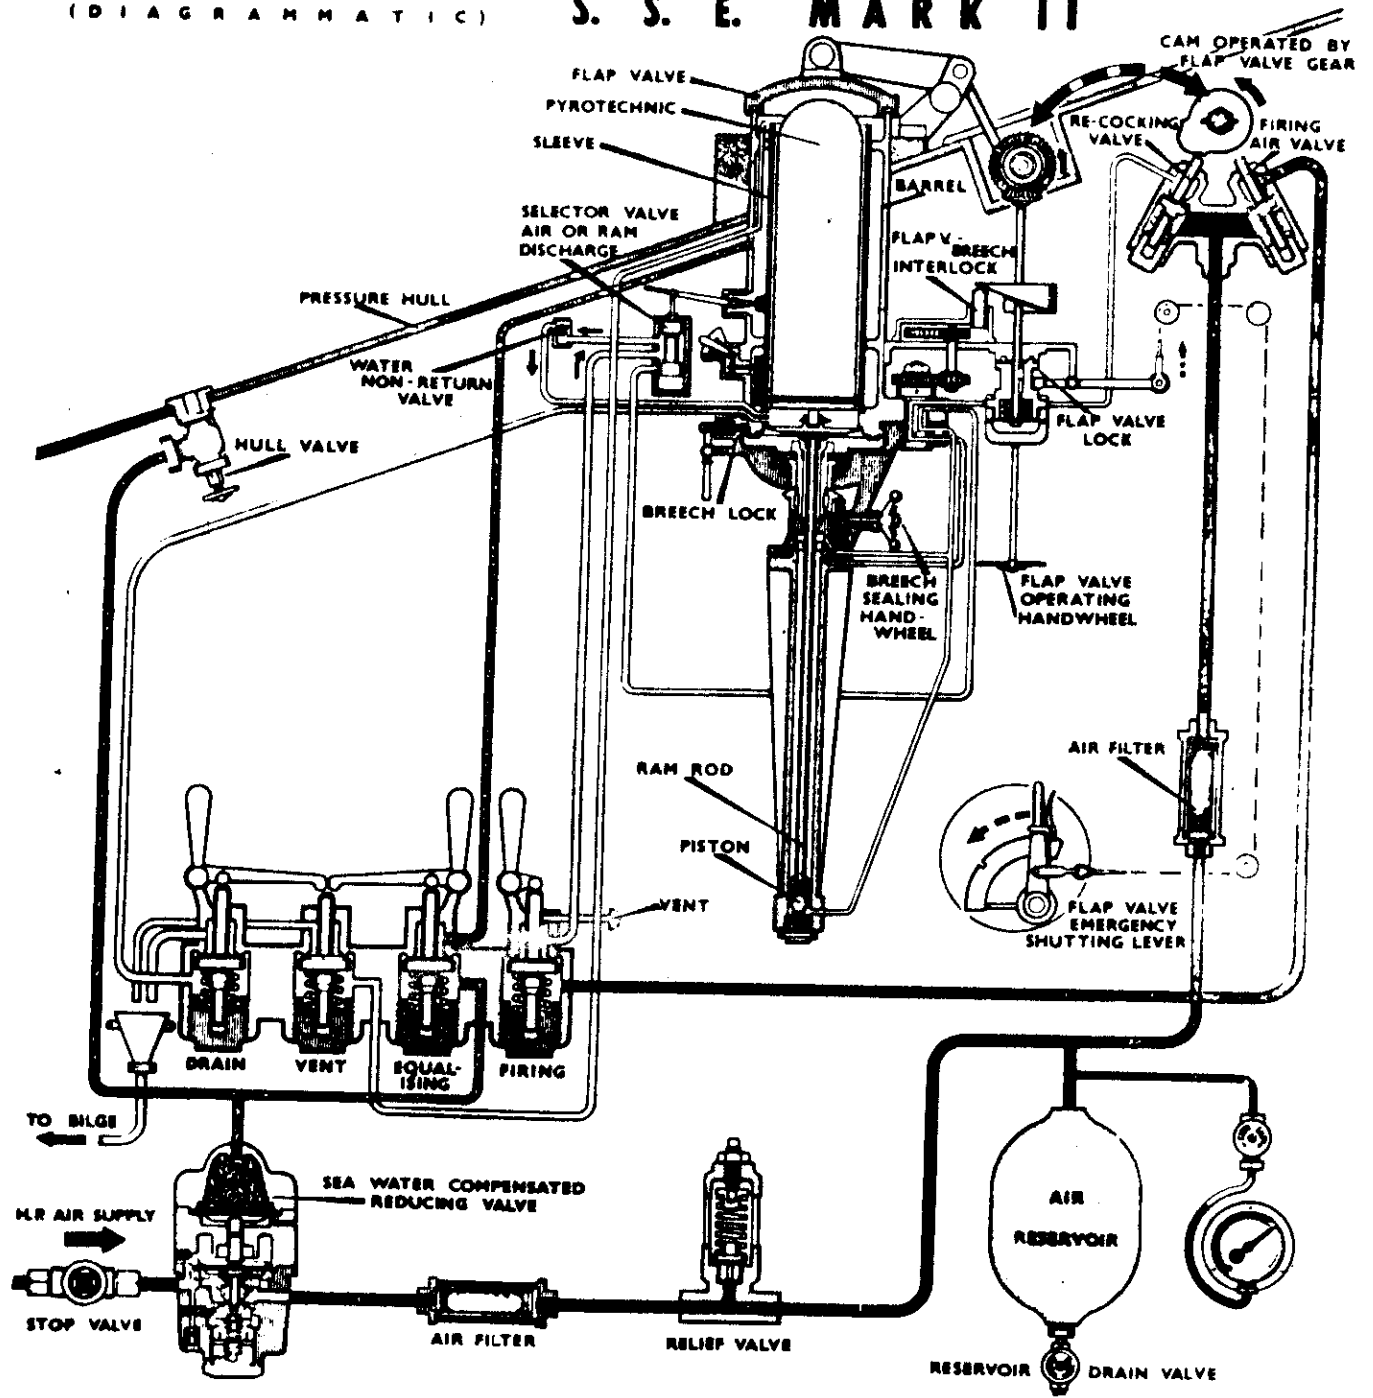 (DIAGRAMMATIC) S. S. E. MARK II
CAM OPERATED BY
FLAP VALVE GEAR
FLAP VALVE
PYROTECHNIC
SLEEVE
RE-COCKING
VALVE
FIRING
AIR VALVE
BARREL
SELECTOR VALVE
AIR OR RAM
DISCHARGE
FLAP V.-
BREECH
INTERLOCK
PRESSURE HULL
WATER
NON-RETURN
VALVE
FLAP VALVE
LOCK
HULL VALVE
BREECH LOCK
BREECH
SEALING
HAND-
WHEEL
FLAP VALVE
OPERATING
HANDWHEEL
AIR FILTER
RAM ROD
PISTON
VENT
FLAP VALVE
EMERGENCY
SHUTTING LEVER
DRAIN
VENT
EQUAL-
ISING
FIRING
TO BILGE
SEA WATER COMPENSATED
REDUCING VALVE
H.P. AIR SUPPLY
AIR
RESERVOIR
STOP VALVE
AIR FILTER
RELIEF VALVE
RESERVOIR DRAIN VALVE